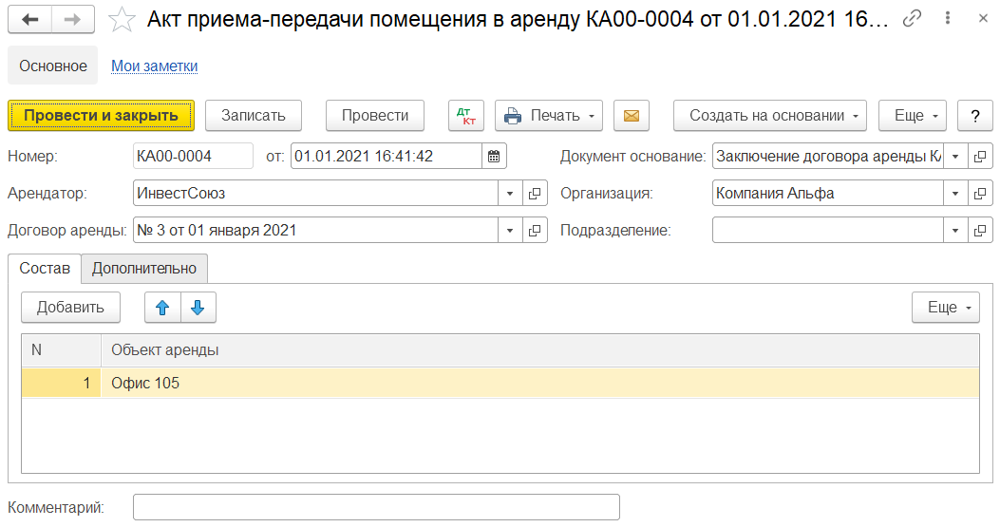 Акт приема-передачи помещения в аренду КА00-0004 от 01.01.2021 16...
Основное Мои заметки
Провести и закрыть Записать Провести Дт Кт Печать Создать на основании Еще ?
Номер: КА00-0004 от: 01.01.2021 16:41:42 Документ основание: Заключение договора аренды КА
Арендатор: ИнвестСоюз Организация: Компания Альфа
Договор аренды: № 3 от 01 января 2021 Подразделение:
Состав Дополнительно
Добавить Еще
N Объект аренды
1 Офис 105
Комментарий: